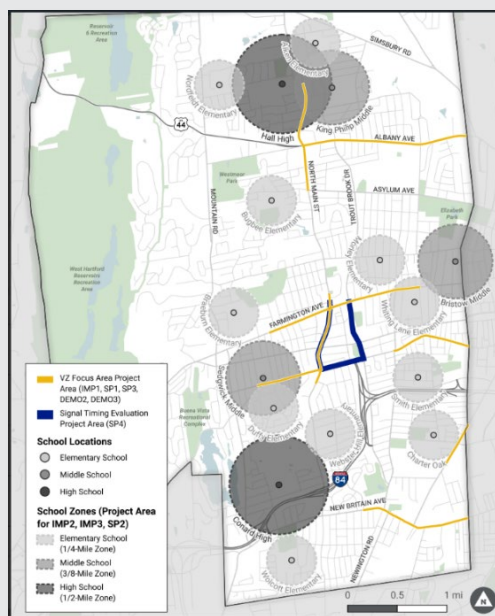 Reservoir
6 Recreation
Area
SIMSBURY RD
Norfeldt Elementary
44
Hall High
King Philip Middle
ALBANY AVE
NORTH MAIN ST
TROUT BROOK DR
ASYLUM AVE
Westmoor
Park
MOUNTAIN RD
Bugbee Elementary
Elizabeth
Park
Morley Elementary
West Hartford
Reservoirs
Recreation
Area
Bristow Middle
FARMINGTON AVE
Whiting Lane Elementary
Braeburn Elementary
Sedgwick Middle
Duffy Elementary
Smith Elementary
Buena Vista
Recreational
Complex
Webster Hill Elementary
Charter Oak
84
Conard High
NEW BRITAIN AVE
NEWINGTON RD
Wolcott Elementary
VZ Focus Area Project
Area (IMP1, SP1, SP3,
DEMO2, DEMO3)
Signal Timing Evaluation
Project Area (SP4)
School Locations
Elementary School
Middle School
High School
School Zones (Project Area
for IMP2, IMP3, SP2)
Elementary School
(1/4-Mile Zone)
Middle School
(3/8-Mile Zone)
High School
(1/2-Mile Zone)
0 0.5 1 mi
N